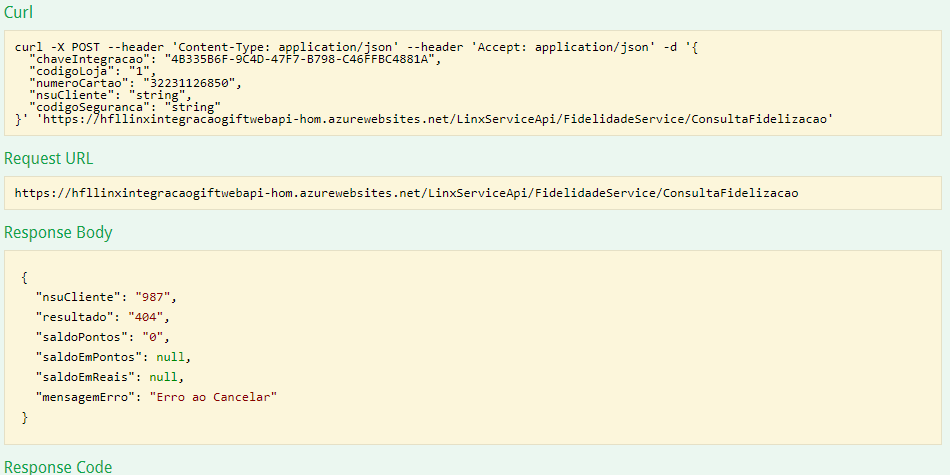 Curl
curl -X POST --header 'Content-Type: application/json' --header 'Accept: application/json' -d '{
"chaveIntegracao": "4B335B6F-9C4D-47F7-B798-C46FFBC4881A",
"codigoLoja": "1",
"numeroCartao": "32231126850",
"nsuCliente": "string",
"codigoSeguranca": "string"
}' 'https://hfllinxintegracaogiftwebapi-hom.azurewebsites.net/LinxServiceApi/FidelidadeService/ConsultaFidelizacao'
Request URL
https://hfllinxintegracaogiftwebapi-hom.azurewebsites.net/LinxServiceApi/FidelidadeService/ConsultaFidelizacao
Response Body
{
"nsuCliente": "987",
"resultado": "404",
"saldoPontos": "0",
"saldoEmPontos": null,
"saldoEmReais": null,
"mensagemErro": "Erro ao Cancelar"
}
Response Code